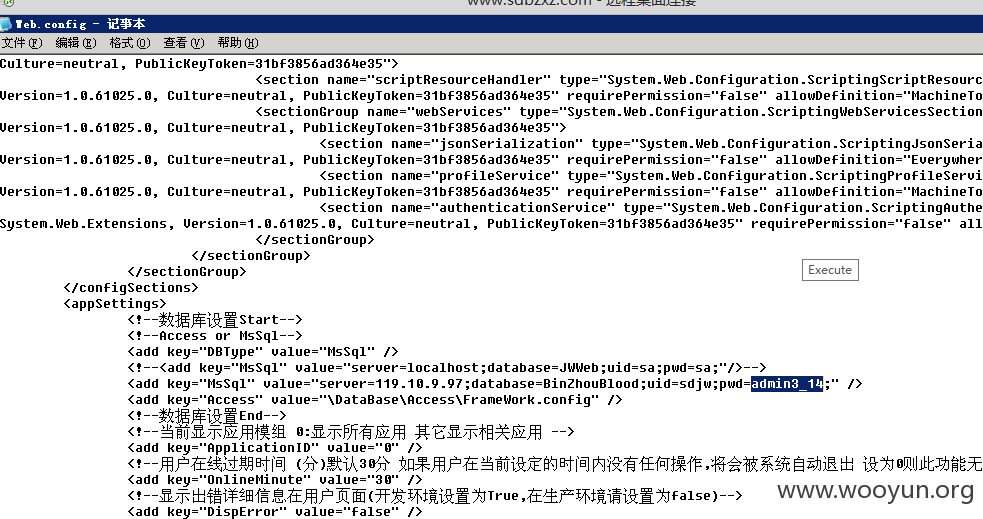 www.sdbzxz.com - 远程桌面连接
Web.config - 记事本
文件(F) 编辑(E) 格式(O) 查看(V) 帮助(H)
Culture=neutral, PublicKeyToken=31bf3856ad364e35">
<section name="scriptResourceHandler" type="System.Web.Configuration.ScriptingScriptResourc
Version=1.0.61025.0, Culture=neutral, PublicKeyToken=31bf3856ad364e35" requirePermission="false" allowDefinition="MachineTo
<sectionGroup name="webServices" type="System.Web.Configuration.ScriptingWebServicesSection
Version=1.0.61025.0, Culture=neutral, PublicKeyToken=31bf3856ad364e35">
<section name="jsonSerialization" type="System.Web.Configuration.ScriptingJsonSeria
Version=1.0.61025.0, Culture=neutral, PublicKeyToken=31bf3856ad364e35" requirePermission="false" allowDefinition="Everywher
<section name="profileService" type="System.Web.Configuration.ScriptingProfileServi
Version=1.0.61025.0, Culture=neutral, PublicKeyToken=31bf3856ad364e35" requirePermission="false" allowDefinition="MachineTo
<section name="authenticationService" type="System.Web.Configuration.ScriptingAuthe
System.Web.Extensions, Version=1.0.61025.0, Culture=neutral, PublicKeyToken=31bf3856ad364e35" requirePermission="false" all
</sectionGroup>
</sectionGroup>
</sectionGroup>
Execute
</configSections>
<appSettings>
<!--数据库设置Start-->
<!--Access or MsSql-->
<add key="DBType" value="MsSql" />
<!--<add key="MsSql" value="server=localhost;database=JWWeb;uid=sa;pwd=sa;"/>-->
<add key="MsSql" value="server=119.10.9.97;database=BinZhouBlood;uid=sdjw;pwd=admin3_14;" />
<add key="Access" value="\DataBase\Access\FrameWork.config" />
<!--数据库设置End-->
<!--当前显示应用模组 0:显示所有应用 其它显示相关应用 -->
<add key="ApplicationID" value="0" />
<!--用户在线过期时间 (分)默认30分 如果用户在当前设定的时间内没有任何操作,将会被系统自动退出 设为0则此功能无
<add key="OnlineMinute" value="30" />
<!--显示出错详细信息在用户页面(开发环境设置为True,在生产环境请设置为False)-->
<add key="DispError" value="false" />
www.wooyun.org